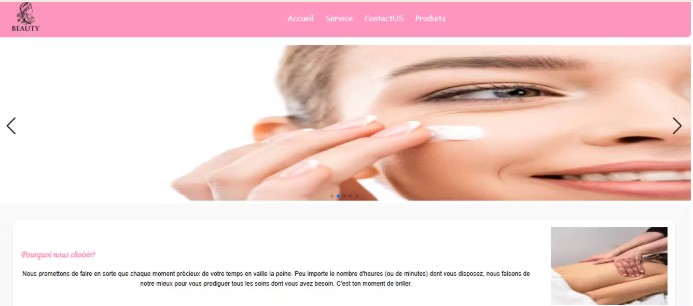 BEAUTY
Accueil Service ContactUS Produits
Pourquoi nous choisir?
Nous promettons de faire en sorte que chaque moment précieux de votre temps en vaille la peine. Peu importe le nombre d'heures (ou de minutes) dont vous disposez, nous faisons de
notre mieux pour vous prodiguer tous les soins dont vous avez besoin. C'est ton moment de briller.